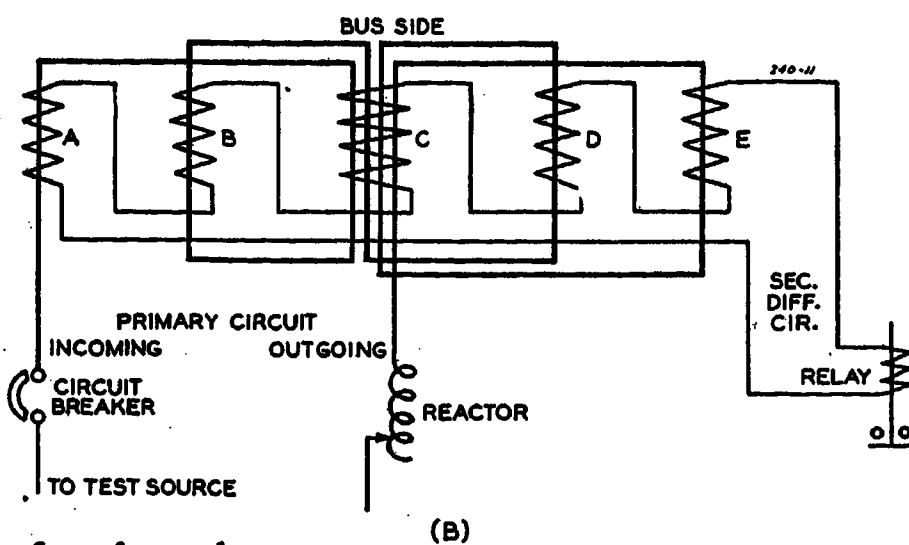 BUS SIDE
240-11
A
B
C
D
E
SEC.
DIFF.
CIR.
PRIMARY CIRCUIT
INCOMING
OUTGOING
CIRCUIT
BREAKER
REACTOR
RELAY
TO TEST SOURCE
(B)